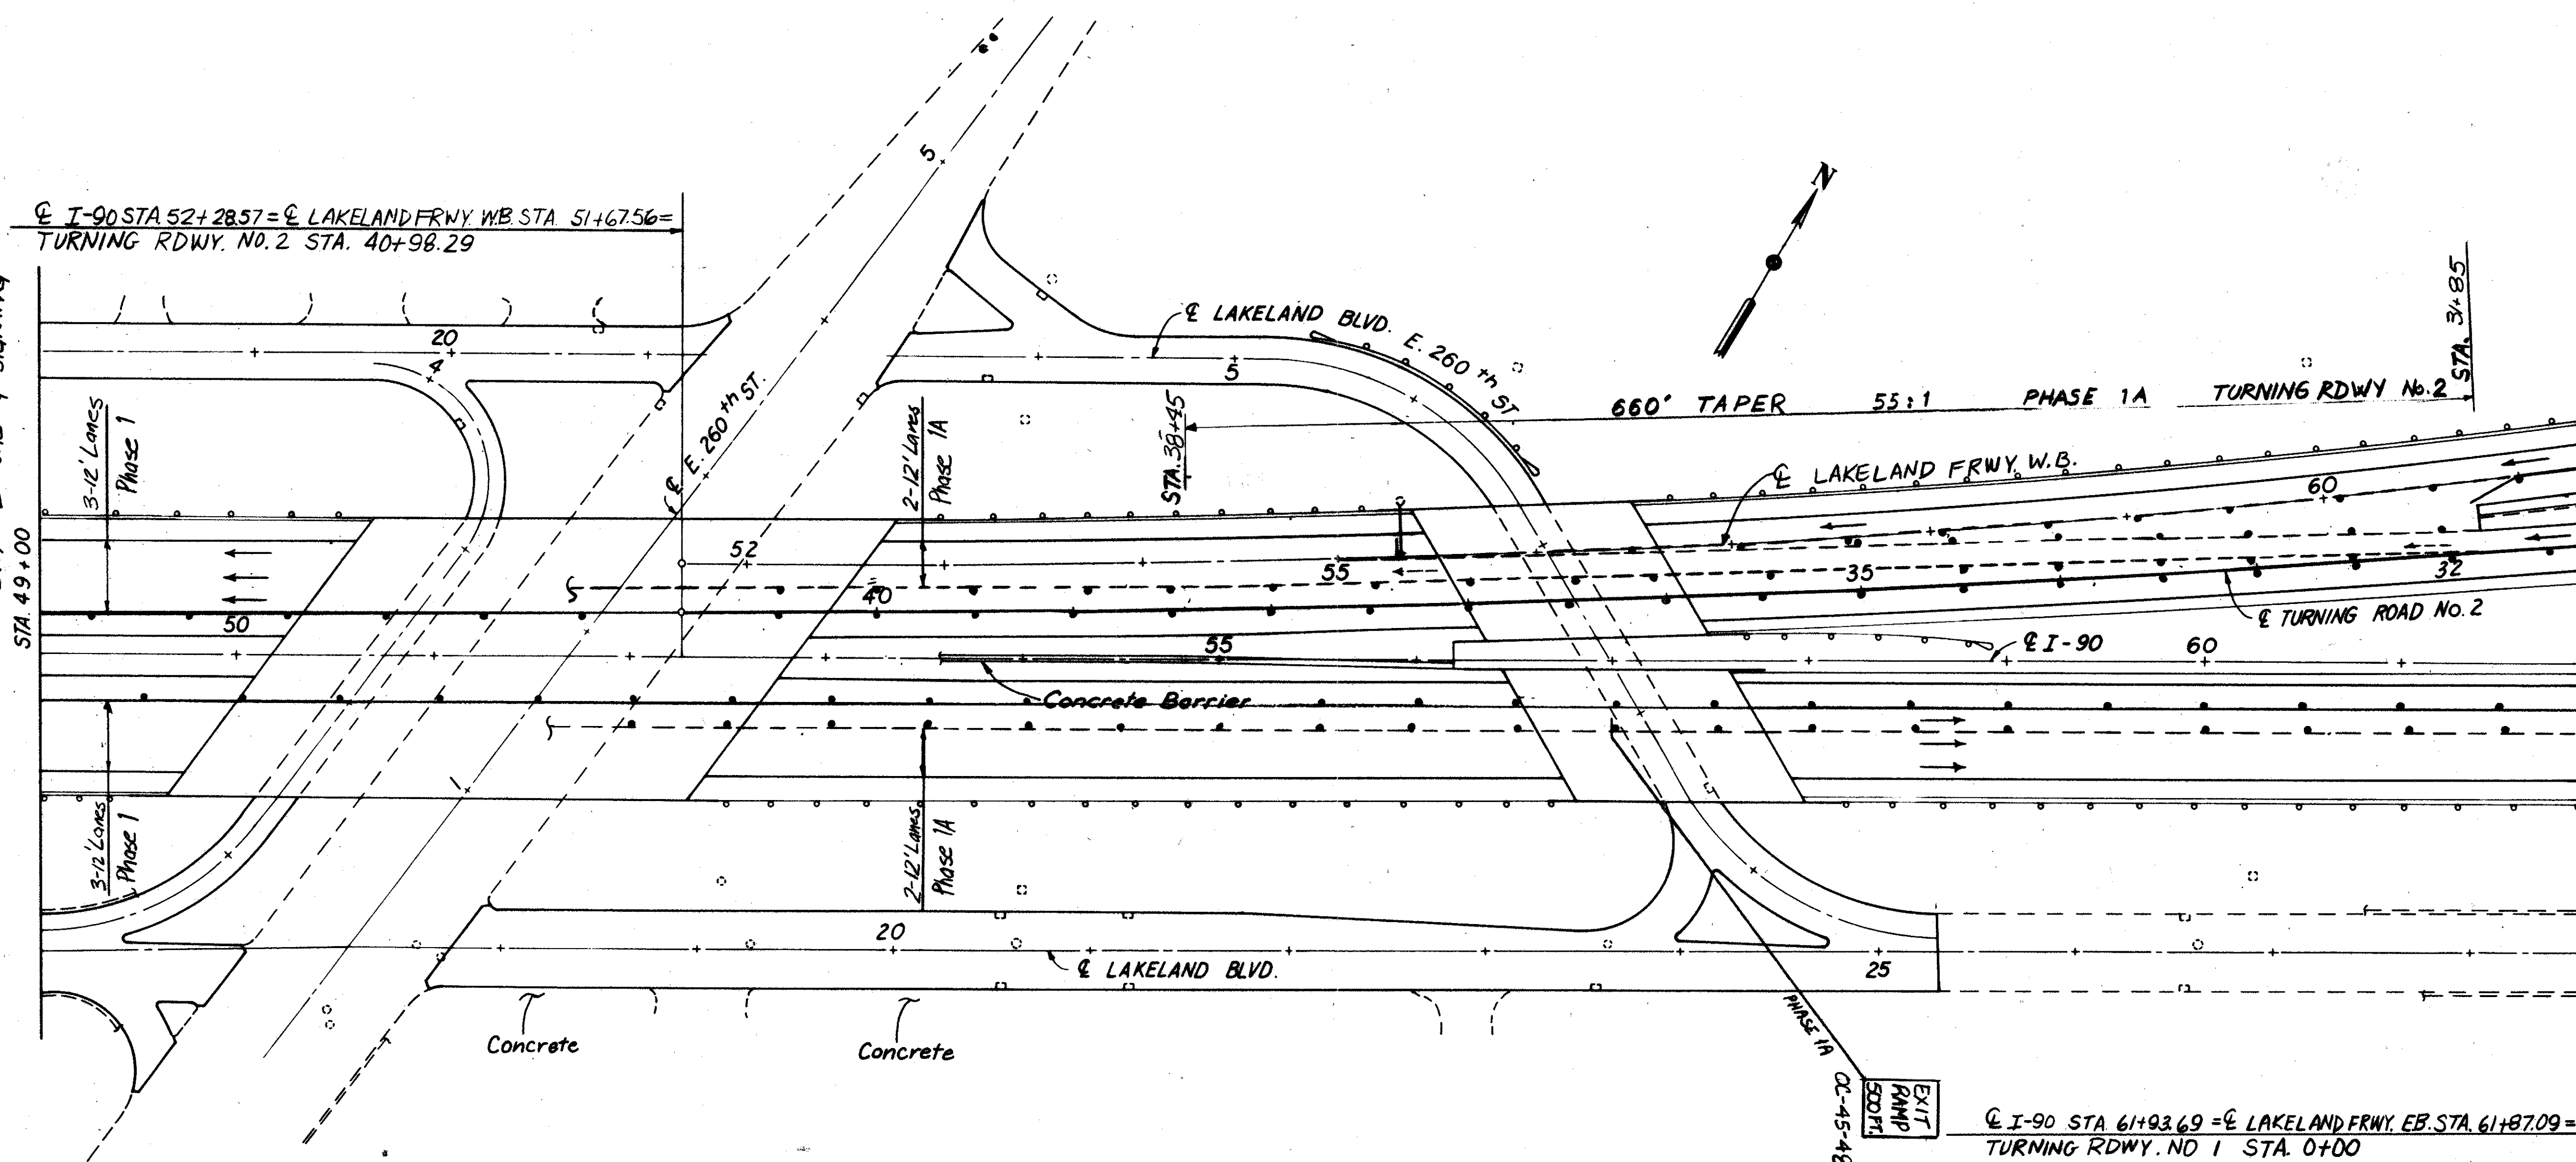 ℄ I-90 STA. 52+28.57 = ℄ LAKELAND FRWY. W.B. STA. 51+67.56 =
TURNING RDWY. NO. 2 STA. 40+98.29
STA. 49+00
N
5
℄ LAKELAND BLVD.
E. 260th ST.
5
20
4
℄ E. 260th ST.
3-12' Lanes
Phase 1
2-12' Lanes
Phase 1A
STA. 38+45
660' TAPER 55:1 PHASE 1A TURNING RDWY No. 2
STA. 31+85
℄ LAKELAND FRWY. W.B.
60
52
55
35
32
40
50
℄ TURNING ROAD No. 2
55
℄ I-90
60
Concrete Barrier
1
3-12' Lanes
Phase 1
2-12' Lanes
Phase 1A
20
℄ LAKELAND BLVD.
25
Concrete
Concrete
PHASE 1A
EXIT
RAMP
500 FT.
OC-45-48
℄ I-90 STA. 61+93.69 = ℄ LAKELAND FRWY. EB. STA. 61+87.09 =
TURNING RDWY. NO 1 STA. 0+00